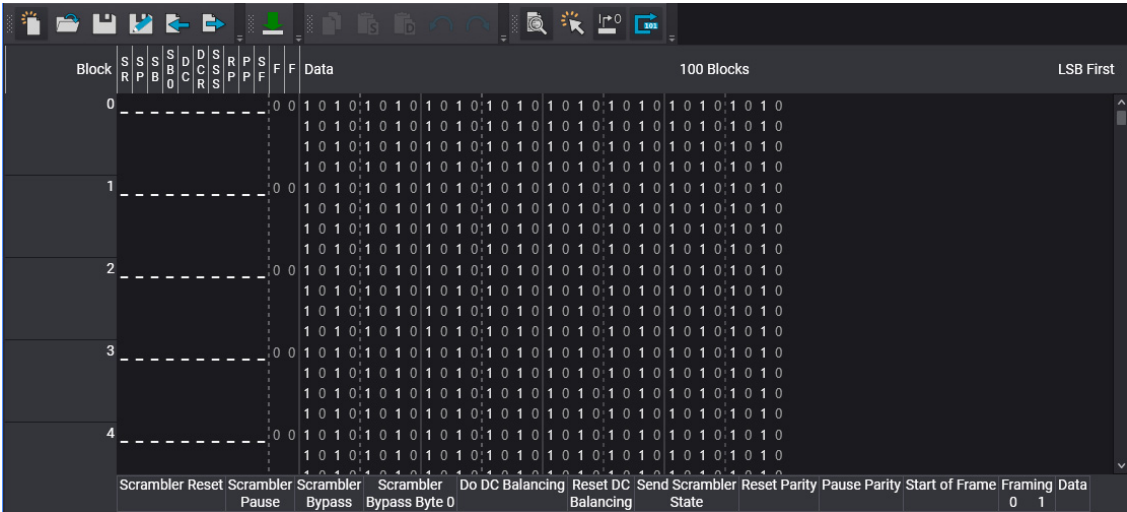 S D 0 101
Block SR SP SB SB0 DC DCR SSS RP PP SF F F Data 100 Blocks LSB First
0 _ _ _ _ _ _ _ _ _ _ 0 0 1 0 1 0 1 0 1 0 1 0 1 0 1 0 1 0 1 0 1 0 1 0 1 0 1 0 1 0 1 0 1 0
1 0 1 0 1 0 1 0 1 0 1 0 1 0 1 0 1 0 1 0 1 0 1 0 1 0 1 0 1 0 1 0
1 0 1 0 1 0 1 0 1 0 1 0 1 0 1 0 1 0 1 0 1 0 1 0 1 0 1 0 1 0 1 0
1 0 1 0 1 0 1 0 1 0 1 0 1 0 1 0 1 0 1 0 1 0 1 0 1 0 1 0 1 0 1 0
1 _ _ _ _ _ _ _ _ _ _ 0 0 1 0 1 0 1 0 1 0 1 0 1 0 1 0 1 0 1 0 1 0 1 0 1 0 1 0 1 0 1 0 1 0
1 0 1 0 1 0 1 0 1 0 1 0 1 0 1 0 1 0 1 0 1 0 1 0 1 0 1 0 1 0 1 0
1 0 1 0 1 0 1 0 1 0 1 0 1 0 1 0 1 0 1 0 1 0 1 0 1 0 1 0 1 0 1 0
1 0 1 0 1 0 1 0 1 0 1 0 1 0 1 0 1 0 1 0 1 0 1 0 1 0 1 0 1 0 1 0
2 _ _ _ _ _ _ _ _ _ _ 0 0 1 0 1 0 1 0 1 0 1 0 1 0 1 0 1 0 1 0 1 0 1 0 1 0 1 0 1 0 1 0 1 0
1 0 1 0 1 0 1 0 1 0 1 0 1 0 1 0 1 0 1 0 1 0 1 0 1 0 1 0 1 0 1 0
1 0 1 0 1 0 1 0 1 0 1 0 1 0 1 0 1 0 1 0 1 0 1 0 1 0 1 0 1 0 1 0
1 0 1 0 1 0 1 0 1 0 1 0 1 0 1 0 1 0 1 0 1 0 1 0 1 0 1 0 1 0 1 0
3 _ _ _ _ _ _ _ _ _ _ 0 0 1 0 1 0 1 0 1 0 1 0 1 0 1 0 1 0 1 0 1 0 1 0 1 0 1 0 1 0 1 0 1 0
1 0 1 0 1 0 1 0 1 0 1 0 1 0 1 0 1 0 1 0 1 0 1 0 1 0 1 0 1 0 1 0
1 0 1 0 1 0 1 0 1 0 1 0 1 0 1 0 1 0 1 0 1 0 1 0 1 0 1 0 1 0 1 0
1 0 1 0 1 0 1 0 1 0 1 0 1 0 1 0 1 0 1 0 1 0 1 0 1 0 1 0 1 0 1 0
4 _ _ _ _ _ _ _ _ _ _ 0 0 1 0 1 0 1 0 1 0 1 0 1 0 1 0 1 0 1 0 1 0 1 0 1 0 1 0 1 0 1 0 1 0
1 0 1 0 1 0 1 0 1 0 1 0 1 0 1 0 1 0 1 0 1 0 1 0 1 0 1 0 1 0 1 0
Scrambler Reset Scrambler Scrambler Scrambler Do DC Balancing Reset DC Send Scrambler Reset Parity Pause Parity Start of Frame Framing Data
Pause Bypass Bypass Byte 0 Balancing State 0 1